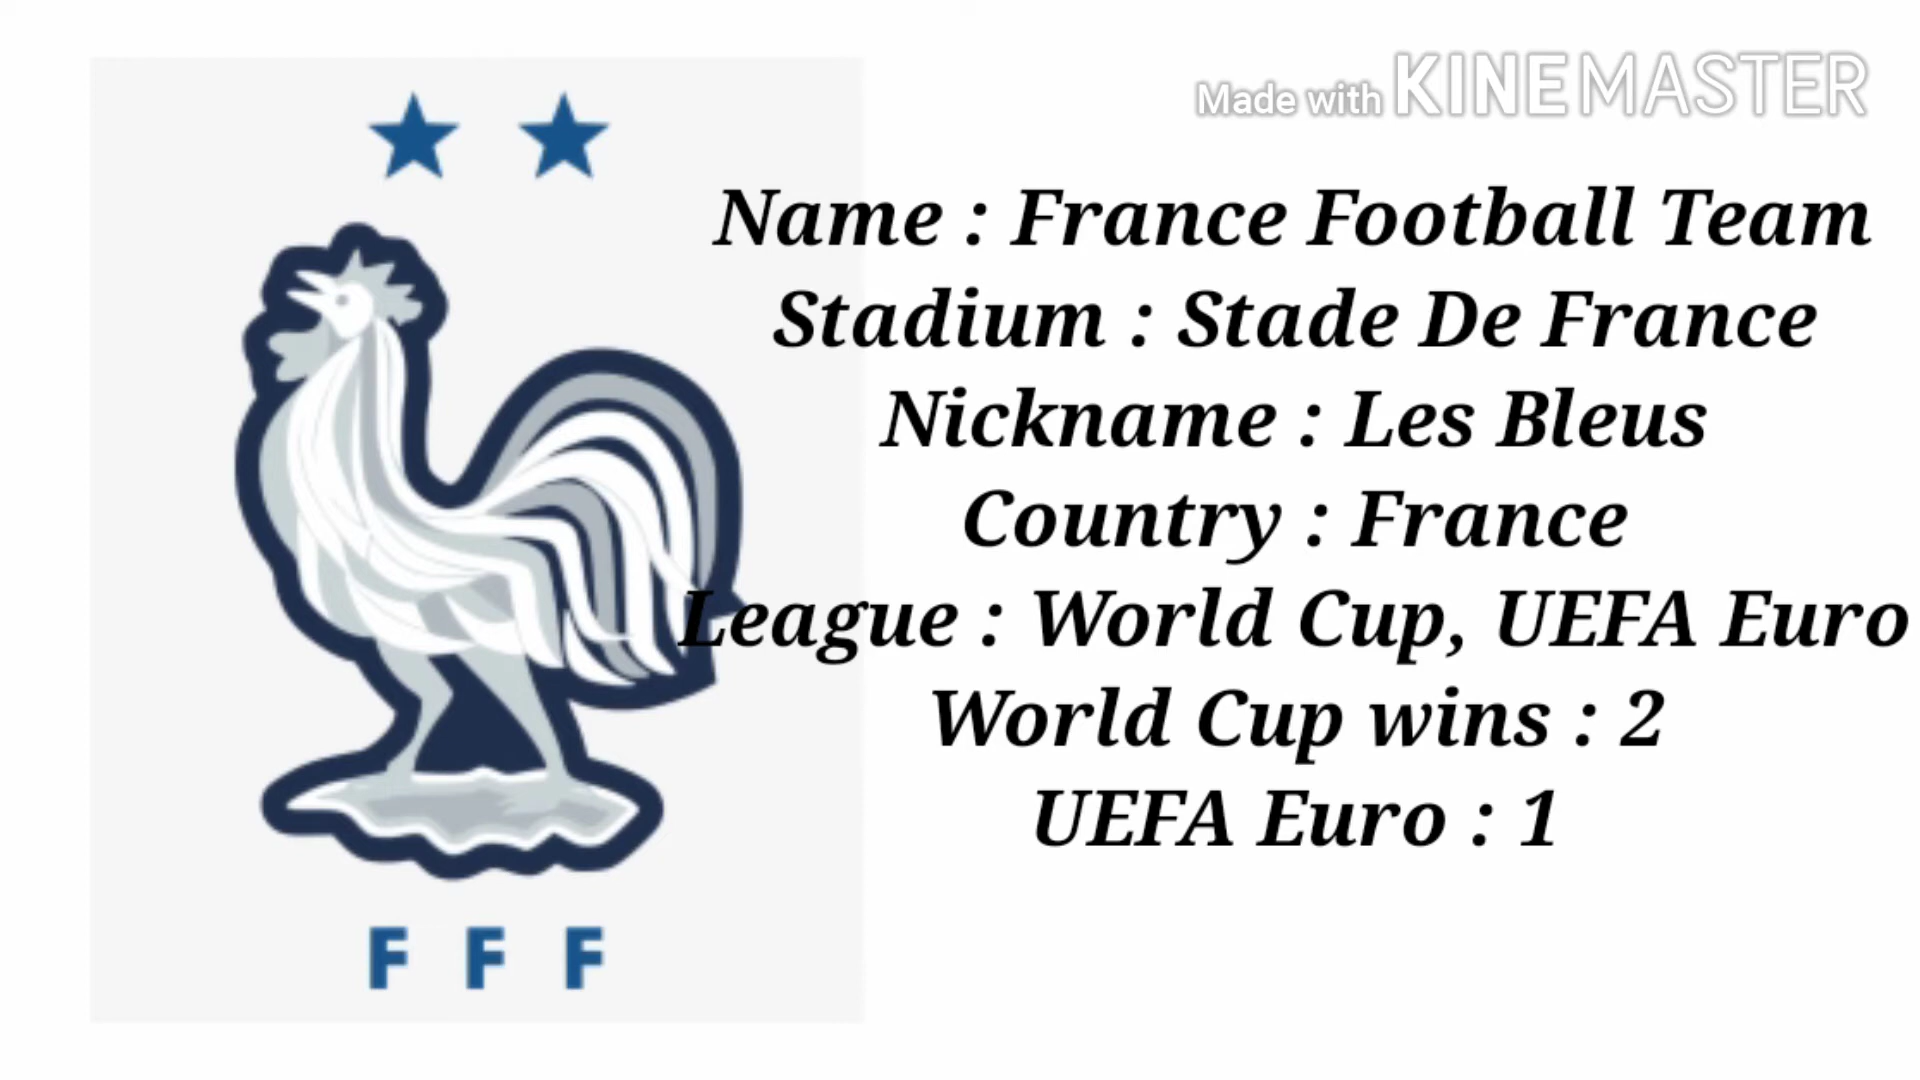 Made with KINEMASTER
Name : France Football Team
Stadium : Stade De France
Nickname : Les Bleus
Country : France
League : World Cup, UEFA Euro
World Cup wins : 2
UEFA Euro : 1
F F F